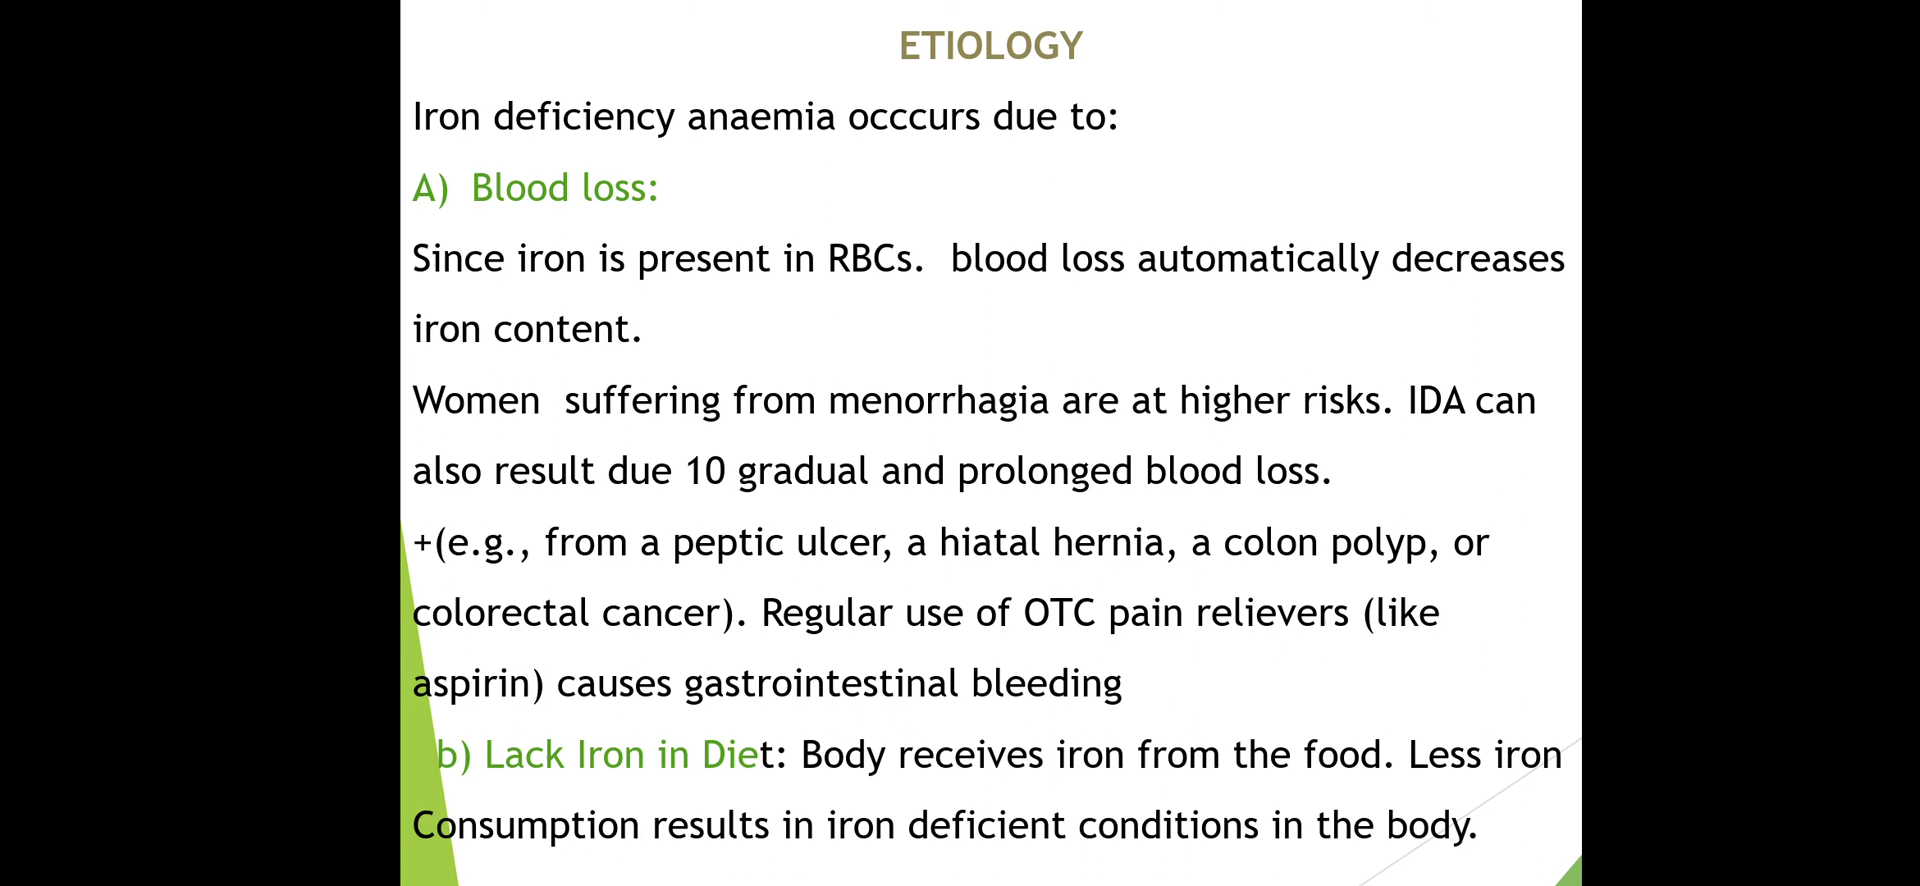 ETIOLOGY
Iron deficiency anaemia occcurs due to:
A) Blood loss:
Since iron is present in RBCs. blood loss automatically decreases
iron content.
Women suffering from menorrhagia are at higher risks. IDA can
also result due 10 gradual and prolonged blood loss.
+(e.g., from a peptic ulcer, a hiatal hernia, a colon polyp, or
colorectal cancer). Regular use of OTC pain relievers (like
aspirin) causes gastrointestinal bleeding
b) Lack Iron in Diet: Body receives iron from the food. Less iron
Consumption results in iron deficient conditions in the body.